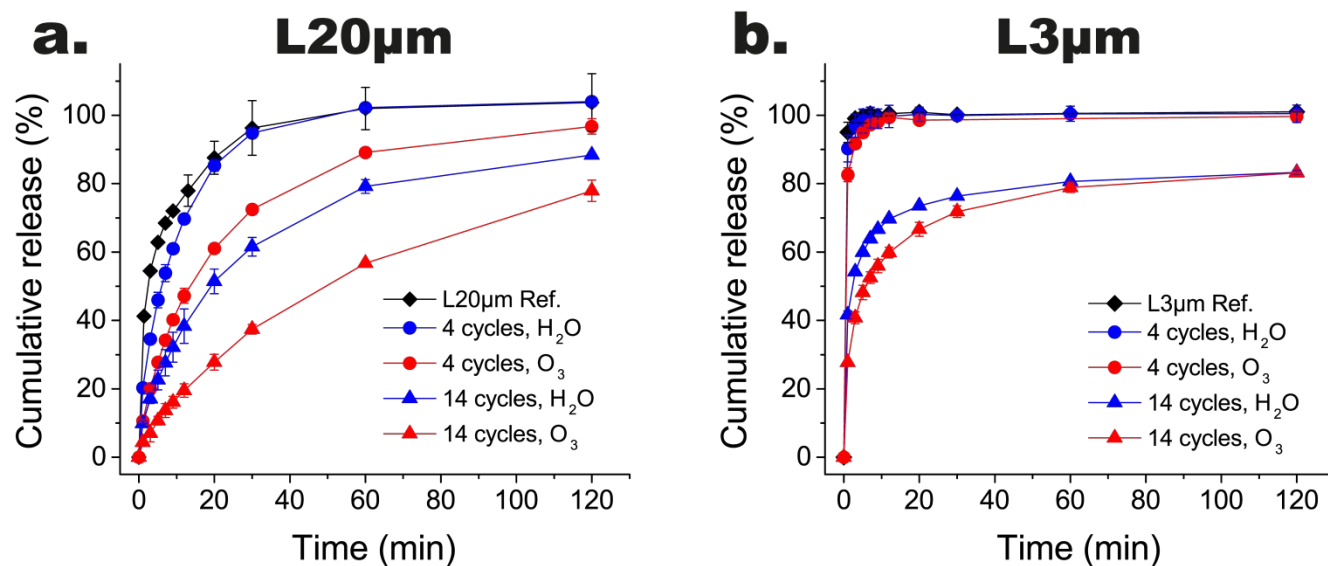 a. L20µm
Cumulative release (%)
100
80
60
40
20
0
0 20 40 60 80 100 120
Time (min)
L20µm Ref.
4 cycles, H₂O
4 cycles, O₃
14 cycles, H₂O
14 cycles, O₃
b. L3µm
Cumulative release (%)
100
80
60
40
20
0
0 20 40 60 80 100 120
Time (min)
L3µm Ref.
4 cycles, H₂O
4 cycles, O₃
14 cycles, H₂O
14 cycles, O₃